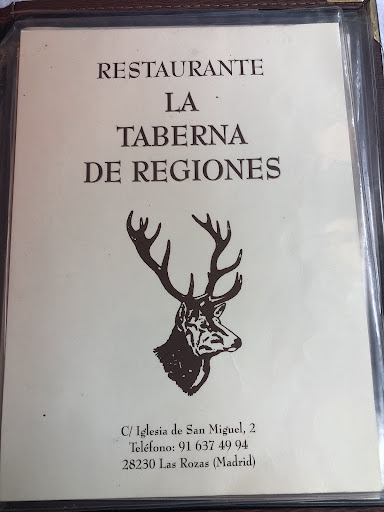 RESTAURANTE
LA
TABERNA
DE REGIONES
C/ Iglesia de San Miguel, 2
Teléfono: 91 637 49 94
28230 Las Rozas (Madrid)